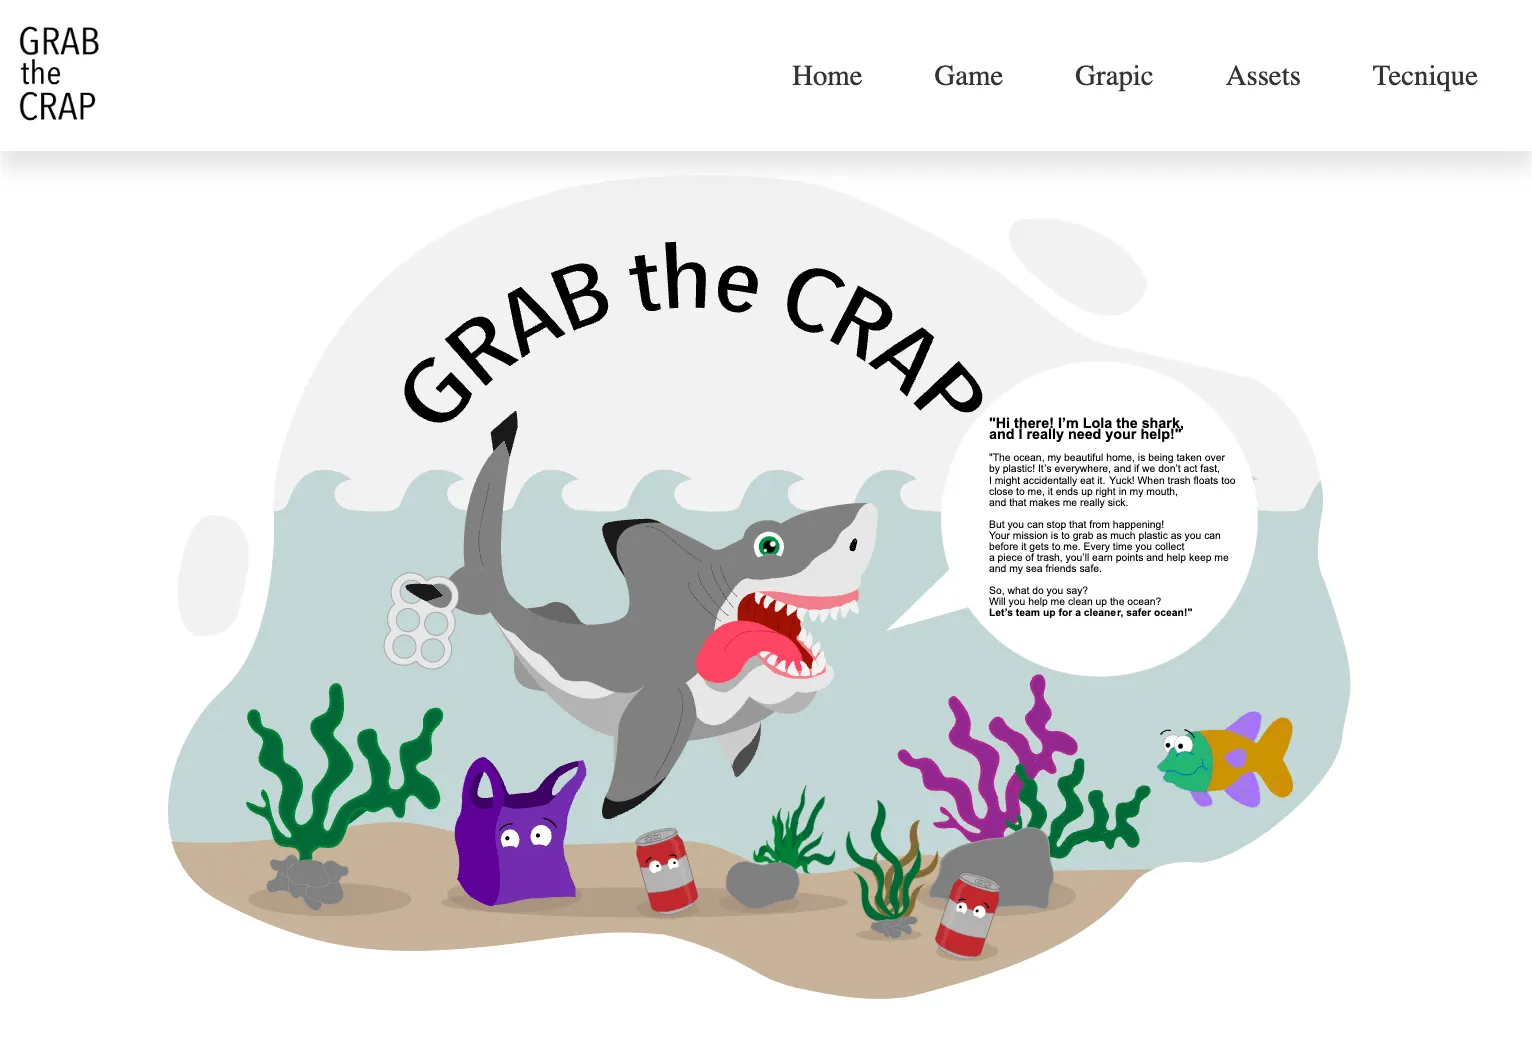 GRAB
the
CRAP
Home Game Grapic Assets Tecnique
GRAB the CRAP
"Hi there! I’m Lola the shark,
and I really need your help!"
"The ocean, my beautiful home, is being taken over
by plastic! It’s everywhere, and if we don’t act fast,
I might accidentally eat it. Yuck! When trash floats too
close to me, it ends up right in my mouth,
and that makes me really sick.
But you can stop that from happening!
Your mission is to grab as much plastic as you can
before it gets to me. Every time you collect
a piece of trash, you’ll earn points and help keep me
and my sea friends safe.
So, what do you say?
Will you help me clean up the ocean?
Let’s team up for a cleaner, safer ocean!"